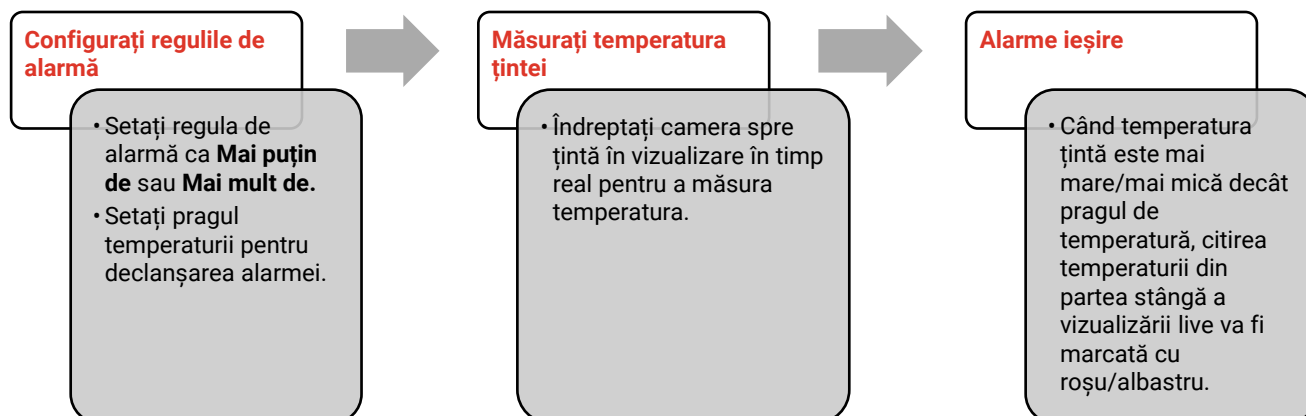 Configurați regulile de
alarmă
• Setați regula de
alarmă ca Mai puțin
de sau Mai mult de.
• Setați pragul
temperaturii pentru
declanșarea alarmei.
Măsurați temperatura
țintei
• Îndreptați camera spre
țintă în vizualizare în timp
real pentru a măsura
temperatura.
Alarme ieșire
• Când temperatura
țintă este mai
mare/mai mică decât
pragul de
temperatură, citirea
temperaturii din
partea stângă a
vizualizării live va fi
marcată cu
roșu/albastru.